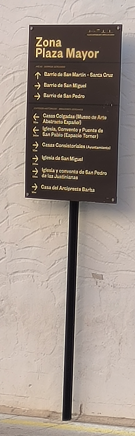 Zona
Plaza Mayor
Barrio de San Martín - Santa Cruz
Barrio de San Miguel
Barrio de San Pedro
Casas Colgadas (Museo de Arte
Abstracto Español)
Iglesia, Convento y Puente de
San Pablo (Espacio Torner)
Casas Consistoriales (Ayuntamiento)
Iglesia de San Miguel
Iglesia y convento de San Pedro
de las Justinianas
Casa del Arcipreste Barba